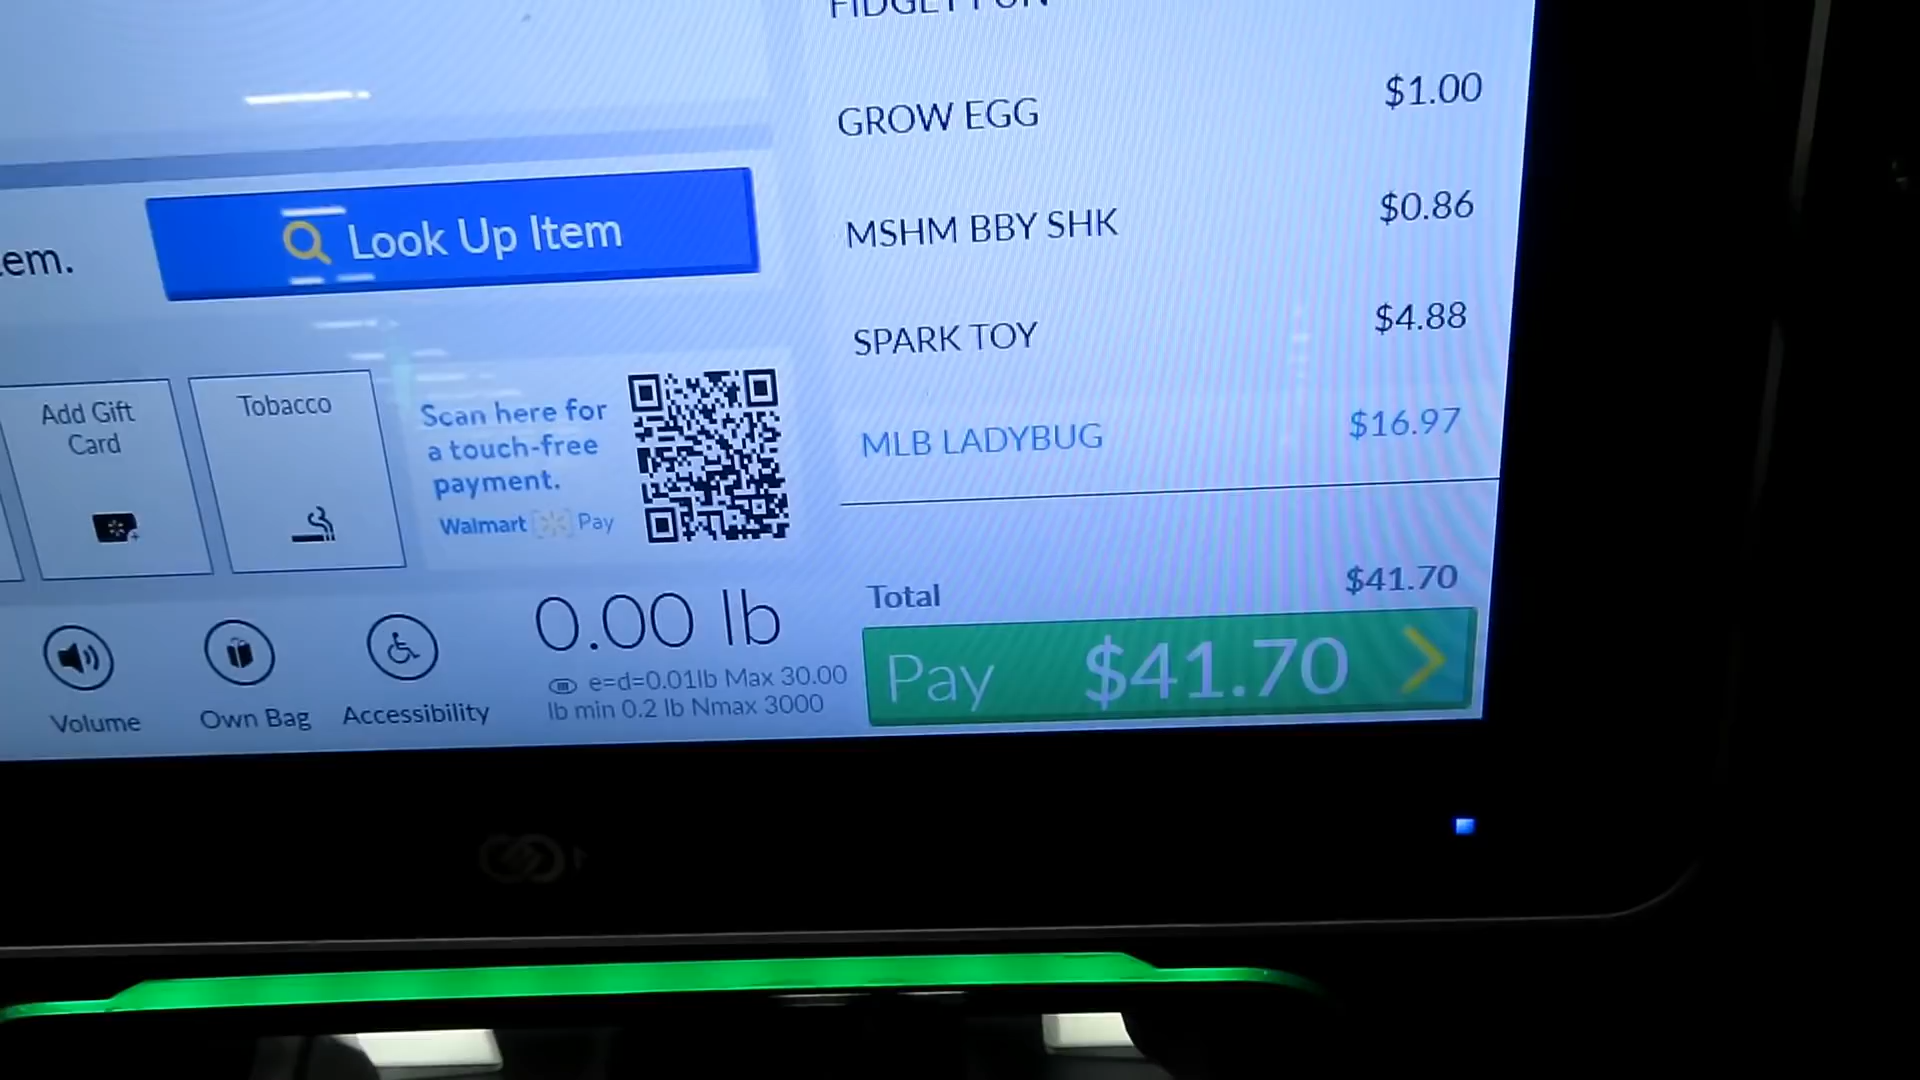 FIDGET FUN
GROW EGG $1.00
MSHM BBY SHK $0.86
SPARK TOY $4.88
MLB LADYBUG $16.97
Total $41.70
Pay $41.70
em.
Look Up Item
Add Gift
Card
Tobacco
Scan here for
a touch-free
payment.
Walmart Pay
0.00 lb
e=d=0.01lb Max 30.00
lb min 0.2 lb Nmax 3000
Volume
Own Bag
Accessibility